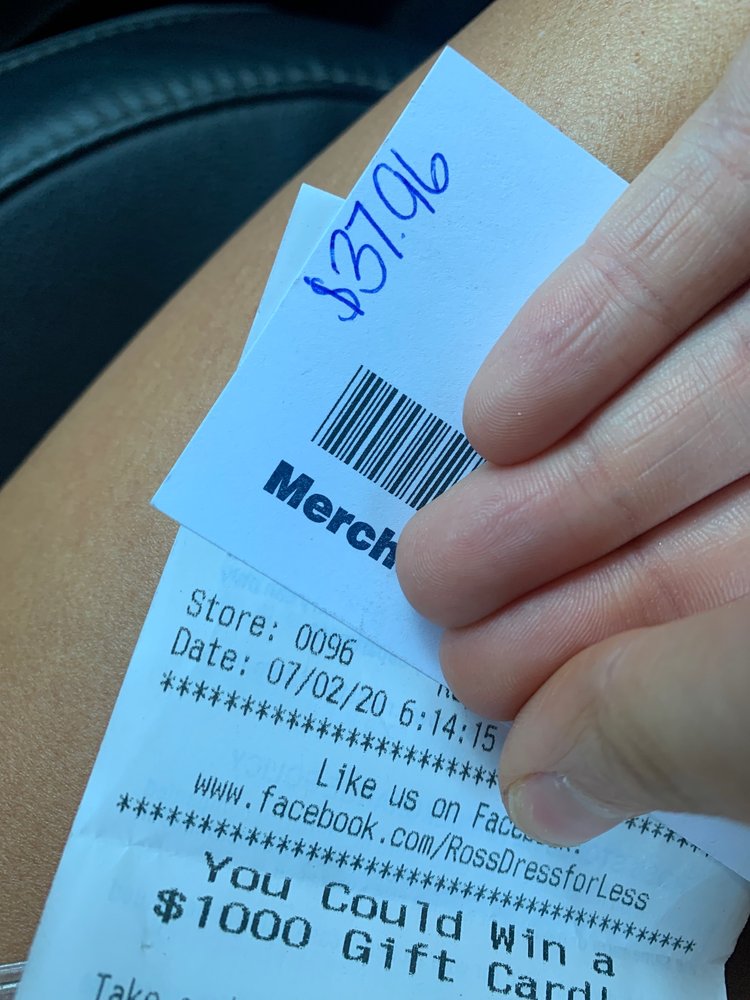 $37.96
Merch
Store: 0096
Date: 07/02/20 6:14:15
****************************
Like us on Faceb
www.facebook.com/RossDressforLess
****************************************
You Could Win a
$1000 Gift Card!
Take